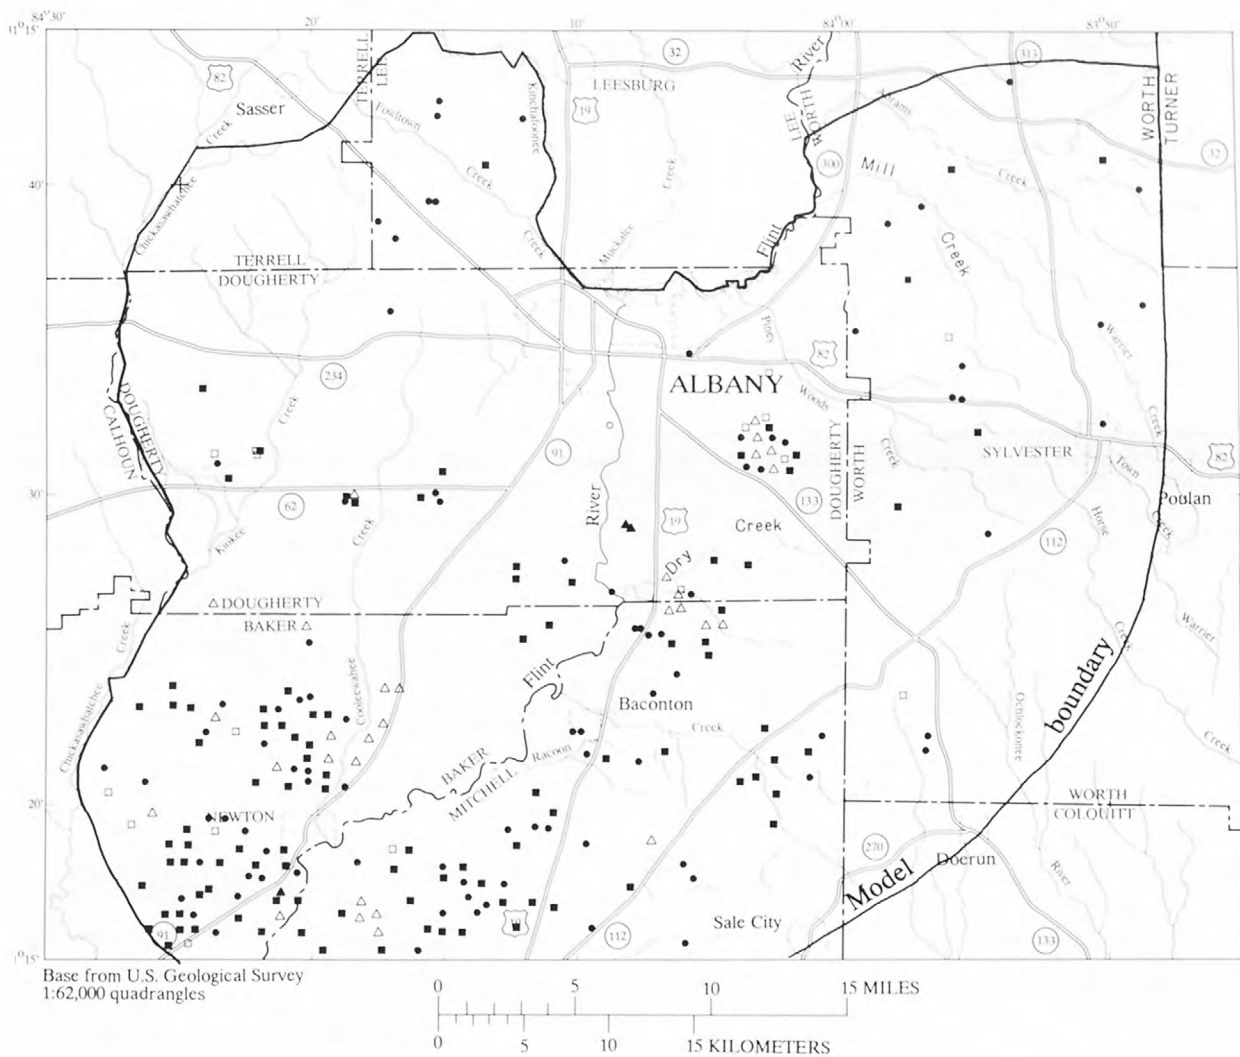 84°30'
20'
10'
84°00'
83°50'
31°15'
32
River
313
82
TERRELL
LEE
LEESBURG
Sasser
Fowltown
Kinchafoonee
19
LEE
WORTH
Abrams
WORTH
TURNER
Creek
32
300
Mill
40'
Creek
Creek
Creek
Chickasawhatchee
Creek
Muckalee
Flint
Creek
TERRELL
DOUGHERTY
Piney
Warrier
234
82
ALBANY
Woods
DOUGHERTY
CALHOUN
Creek
Creek
91
DOUGHERTY
WORTH
Creek
SYLVESTER
Town
82
30'
62
River
133
Poulan
19
Creek
Horse
Creek
Kiokee
Creek
112
Dry
DOUGHERTY
BAKER
Creek
Creek
Warrier
Flint
Cooleewahee
Baconton
boundary
Chickasawhatchee
Creek
Ochlockonee
Creek
Racoon
BAKER
MITCHELL
20'
NEWTON
WORTH
COLQUITT
270
Doerun
River
Model
91
19
112
Sale City
133
15'
Base from U.S. Geological Survey
1:62,000 quadrangles
0 5 10 15 MILES
0 5 10 15 KILOMETERS